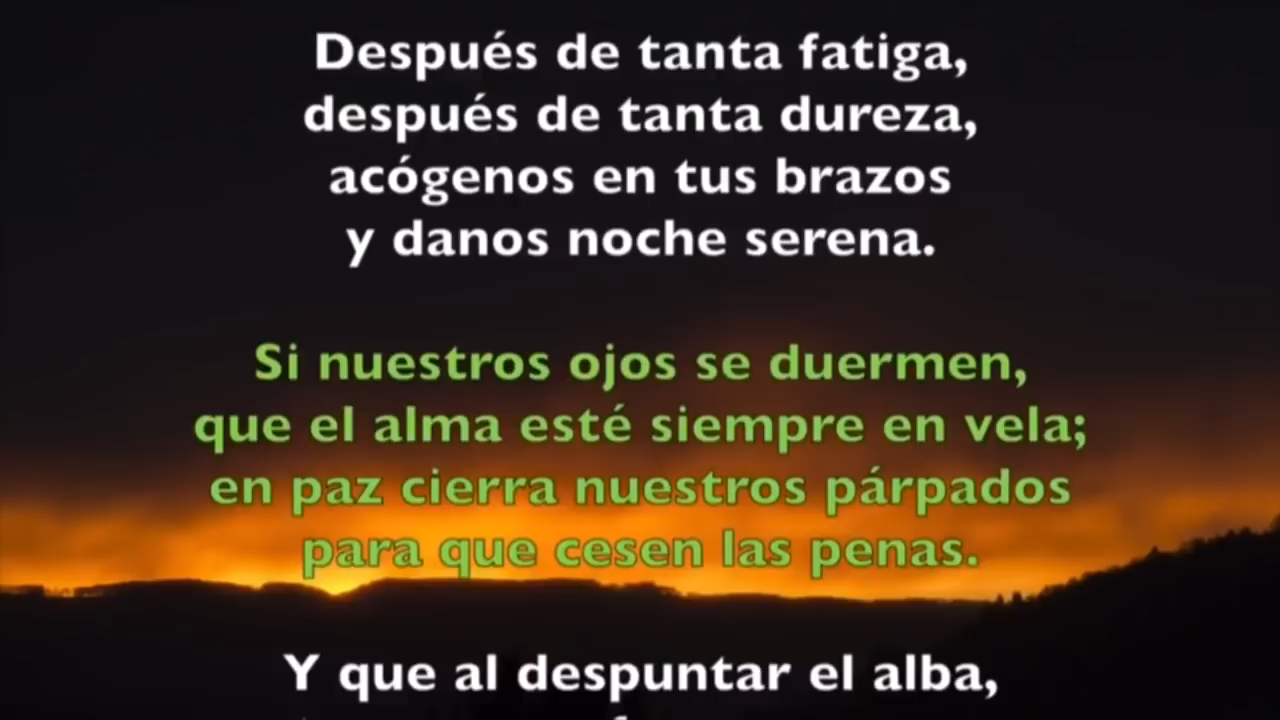 Después de tanta fatiga,
después de tanta dureza,
acógenos en tus brazos
y danos noche serena.
Si nuestros ojos se duermen,
que el alma esté siempre en vela;
en paz cierra nuestros párpados
para que cesen las penas.
Y que al despuntar el alba,